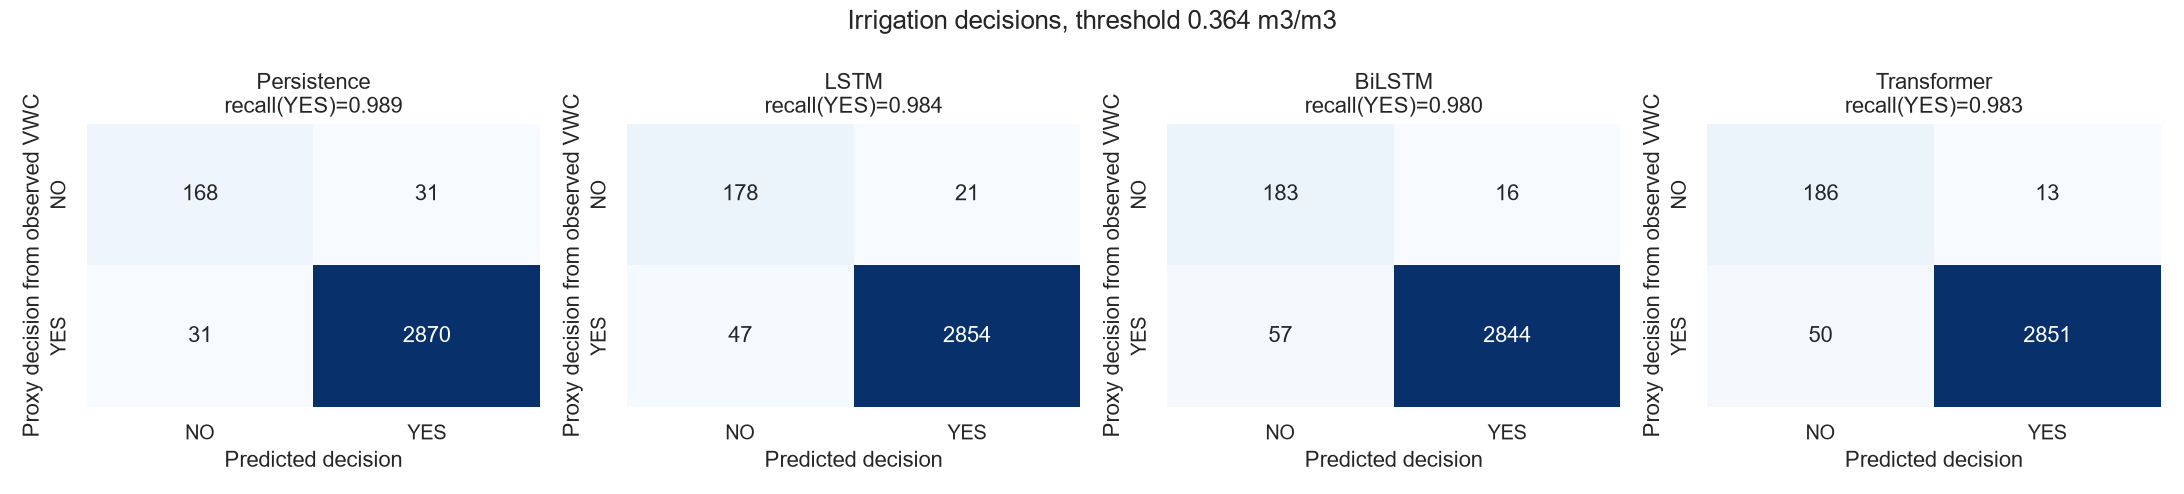 Irrigation decisions, threshold 0.364 m3/m3
Persistence
recall(YES)=0.989
Proxy decision from observed VWC
NO
168
31
YES
31
2870
NO
YES
Predicted decision
LSTM
recall(YES)=0.984
Proxy decision from observed VWC
NO
178
21
YES
47
2854
NO
YES
Predicted decision
BiLSTM
recall(YES)=0.980
Proxy decision from observed VWC
NO
183
16
YES
57
2844
NO
YES
Predicted decision
Transformer
recall(YES)=0.983
Proxy decision from observed VWC
NO
186
13
YES
50
2851
NO
YES
Predicted decision